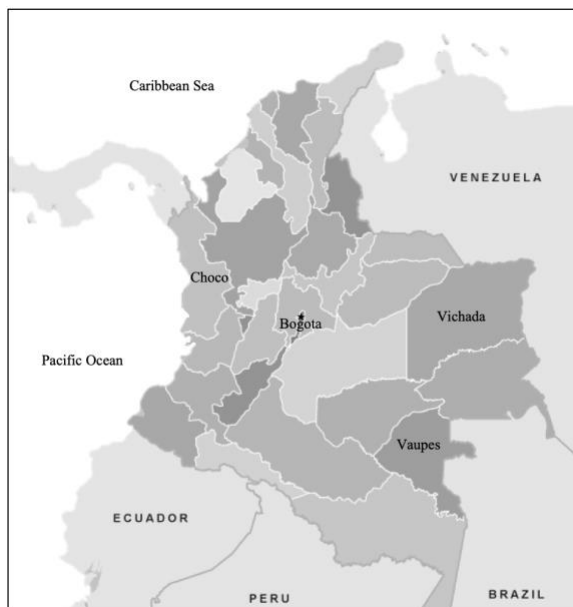 Caribbean Sea
VENEZUELA
Choco
Bogota
Vichada
Pacific Ocean
Vaupes
ECUADOR
PERU
BRAZIL